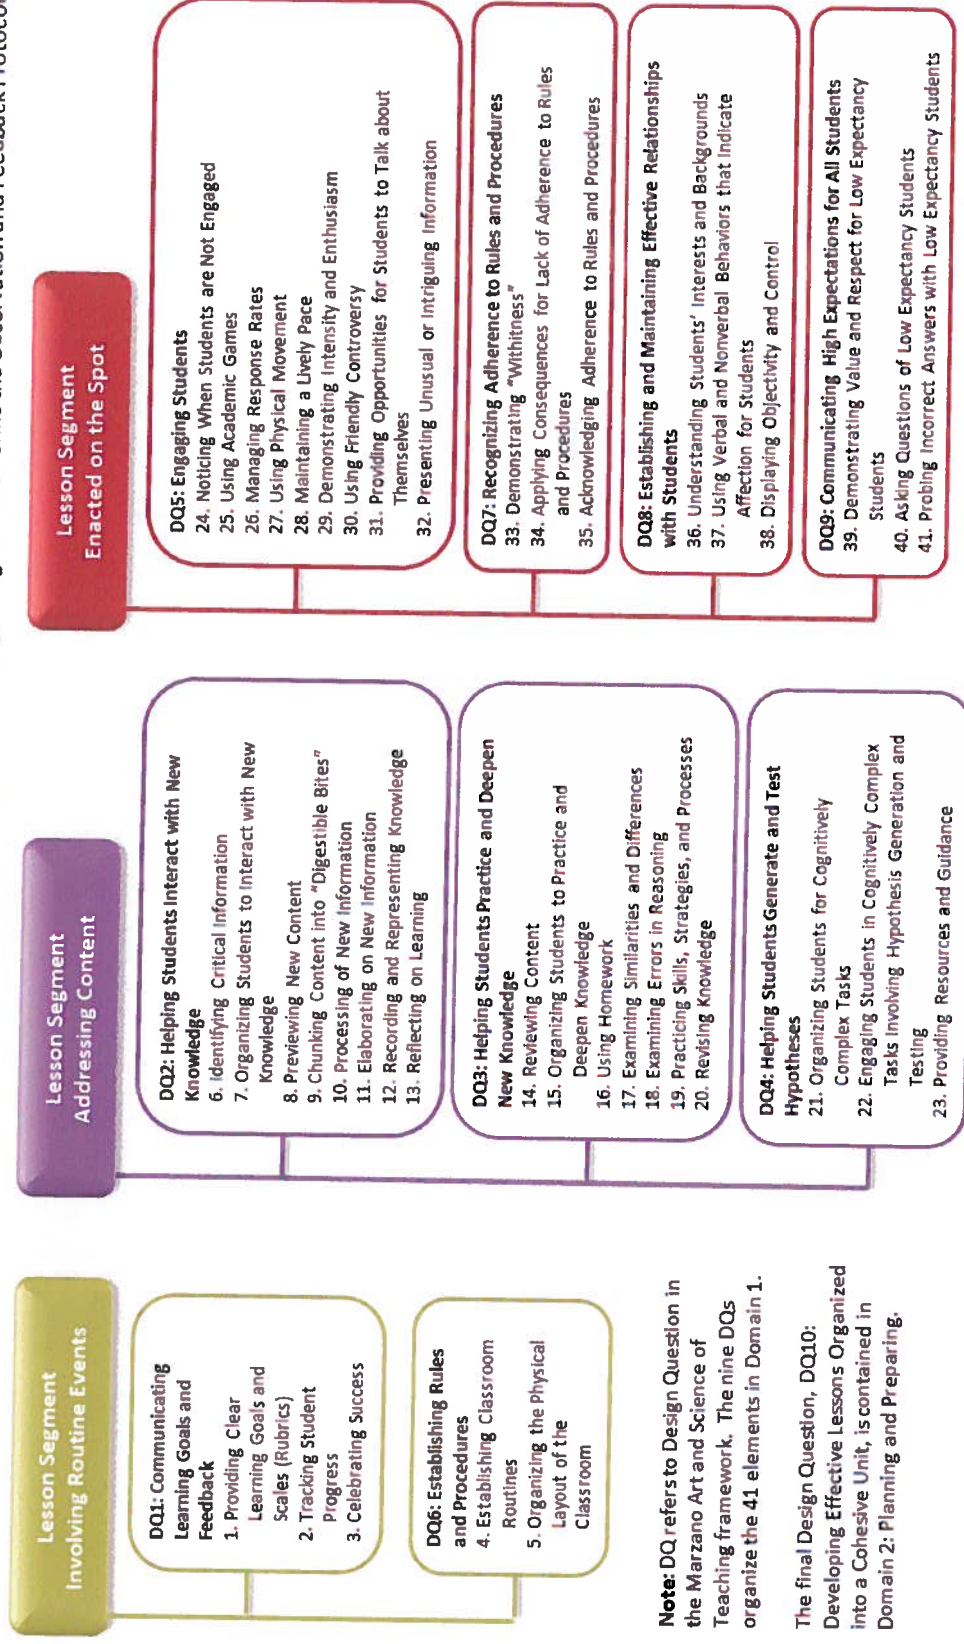 Observation and Feedback Protocol
Lesson Segment
Involving Routine Events
DQ1: Communicating
Learning Goals and
Feedback
1. Providing Clear
Learning Goals and
Scales (Rubrics)
2. Tracking Student
Progress
3. Celebrating Success
DQ6: Establishing Rules
and Procedures
4. Establishing Classroom
Routines
5. Organizing the Physical
Layout of the
Classroom
Note: DQ refers to Design Question in
the Marzano Art and Science of
Teaching framework. The nine DQs
organize the 41 elements in Domain 1.
The final Design Question, DQ10:
Developing Effective Lessons Organized
into a Cohesive Unit, is contained in
Domain 2: Planning and Preparing.
Lesson Segment
Addressing Content
DQ2: Helping Students Interact with New
Knowledge
6. Identifying Critical Information
7. Organizing Students to Interact with New
Knowledge
8. Previewing New Content
9. Chunking Content into “Digestible Bites”
10. Processing of New Information
11. Elaborating on New Information
12. Recording and Representing Knowledge
13. Reflecting on Learning
DQ3: Helping Students Practice and Deepen
New Knowledge
14. Reviewing Content
15. Organizing Students to Practice and
Deepen Knowledge
16. Using Homework
17. Examining Similarities and Differences
18. Examining Errors in Reasoning
19. Practicing Skills, Strategies, and Processes
20. Revising Knowledge
DQ4: Helping Students Generate and Test
Hypotheses
21. Organizing Students for Cognitively
Complex Tasks
22. Engaging Students in Cognitively Complex
Tasks Involving Hypothesis Generation and
Testing
23. Providing Resources and Guidance
Lesson Segment
Enacted on the Spot
DQ5: Engaging Students
24. Noticing When Students are Not Engaged
25. Using Academic Games
26. Managing Response Rates
27. Using Physical Movement
28. Maintaining a Lively Pace
29. Demonstrating Intensity and Enthusiasm
30. Using Friendly Controversy
31. Providing Opportunities for Students to Talk about
Themselves
32. Presenting Unusual or Intriguing Information
DQ7: Recognizing Adherence to Rules and Procedures
33. Demonstrating “Withitness”
34. Applying Consequences for Lack of Adherence to Rules
and Procedures
35. Acknowledging Adherence to Rules and Procedures
DQ8: Establishing and Maintaining Effective Relationships
with Students
36. Understanding Students’ Interests and Backgrounds
37. Using Verbal and Nonverbal Behaviors that Indicate
Affection for Students
38. Displaying Objectivity and Control
DQ9: Communicating High Expectations for All Students
39. Demonstrating Value and Respect for Low Expectancy
Students
40. Asking Questions of Low Expectancy Students
41. Probing Incorrect Answers with Low Expectancy Students